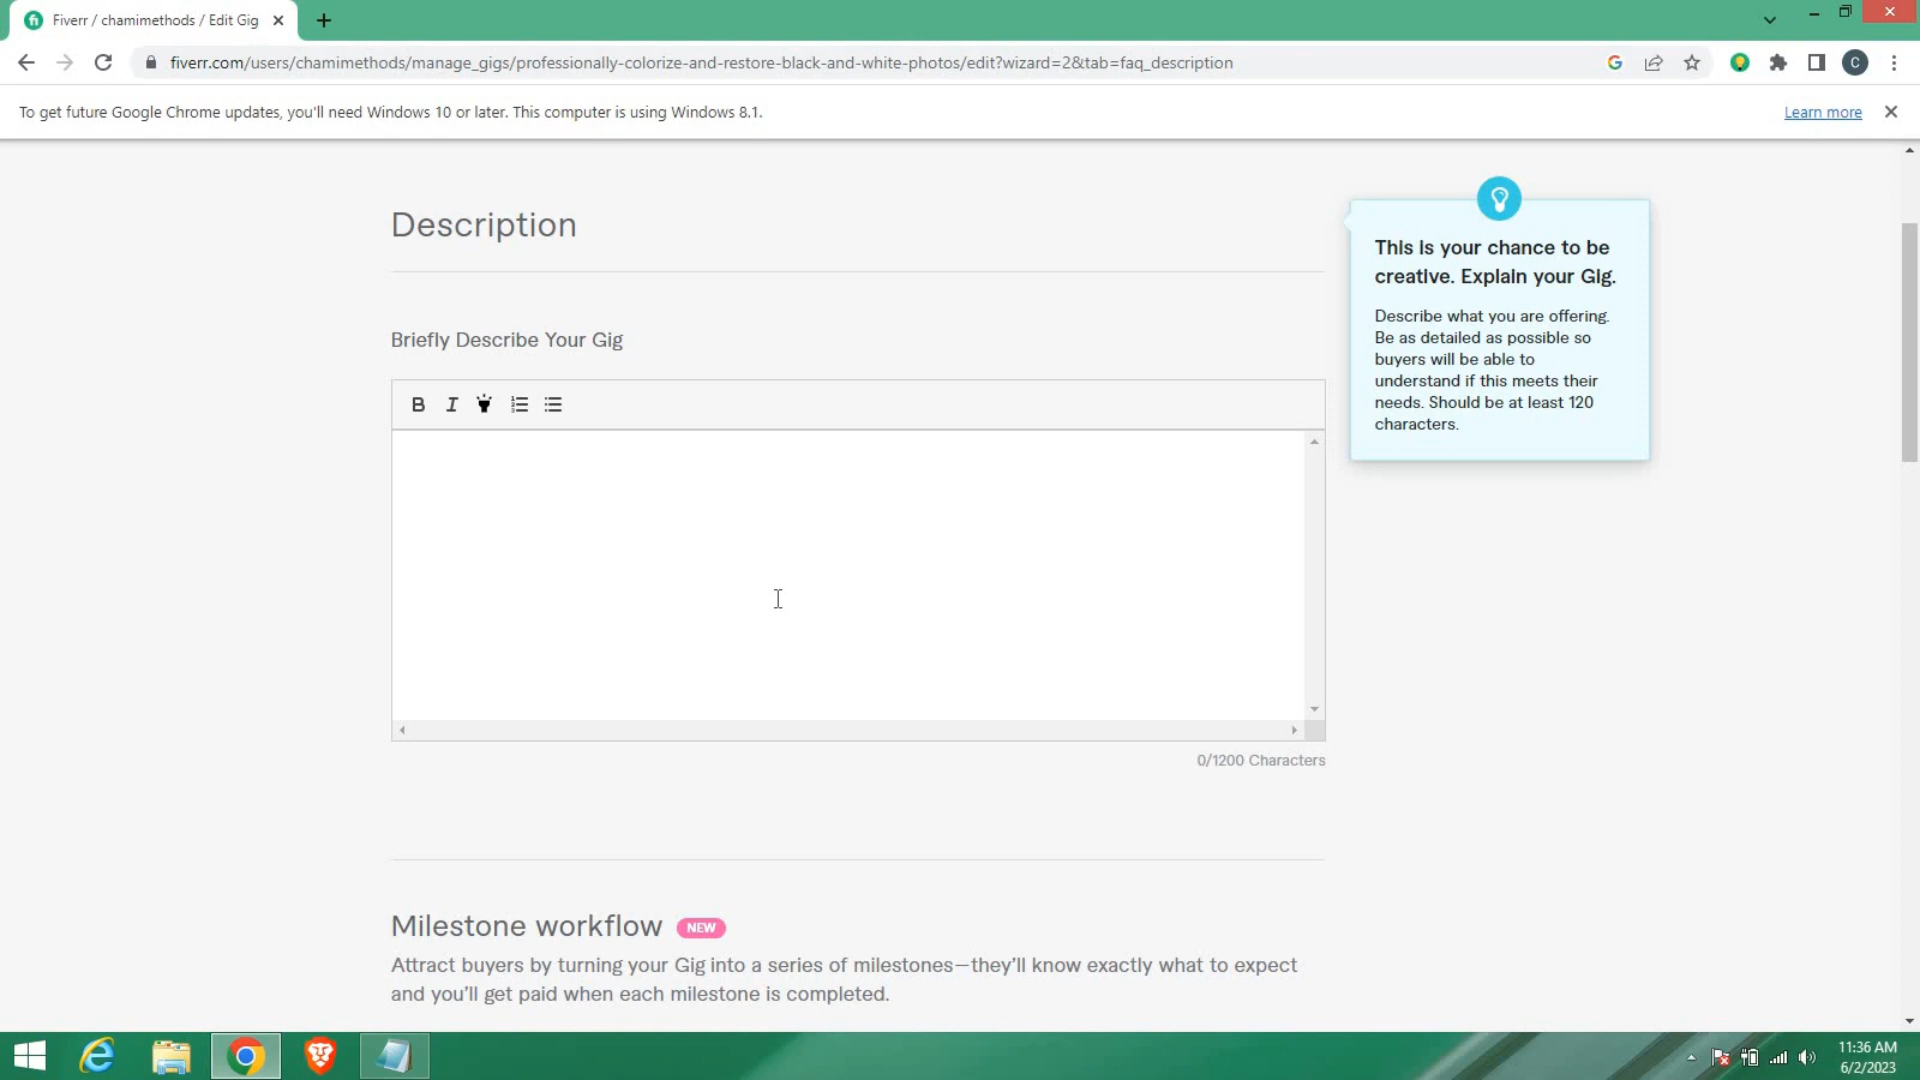 Fiverr / chamimethods / Edit Gig
fiverr.com/users/chamimethods/manage_gigs/professionally-colorize-and-restore-black-and-white-photos/edit?wizard=2&tab=faq_description
C
To get future Google Chrome updates, you'll need Windows 10 or later. This computer is using Windows 8.1.
Learn more
Description
This is your chance to be
creative. Explain your Gig.
Describe what you are offering.
Be as detailed as possible so
buyers will be able to
understand if this meets their
needs. Should be at least 120
characters.
Briefly Describe Your Gig
B I
0/1200 Characters
Milestone workflow NEW
Attract buyers by turning your Gig into a series of milestones—they'll know exactly what to expect
and you'll get paid when each milestone is completed.
11:36 AM
6/2/2023